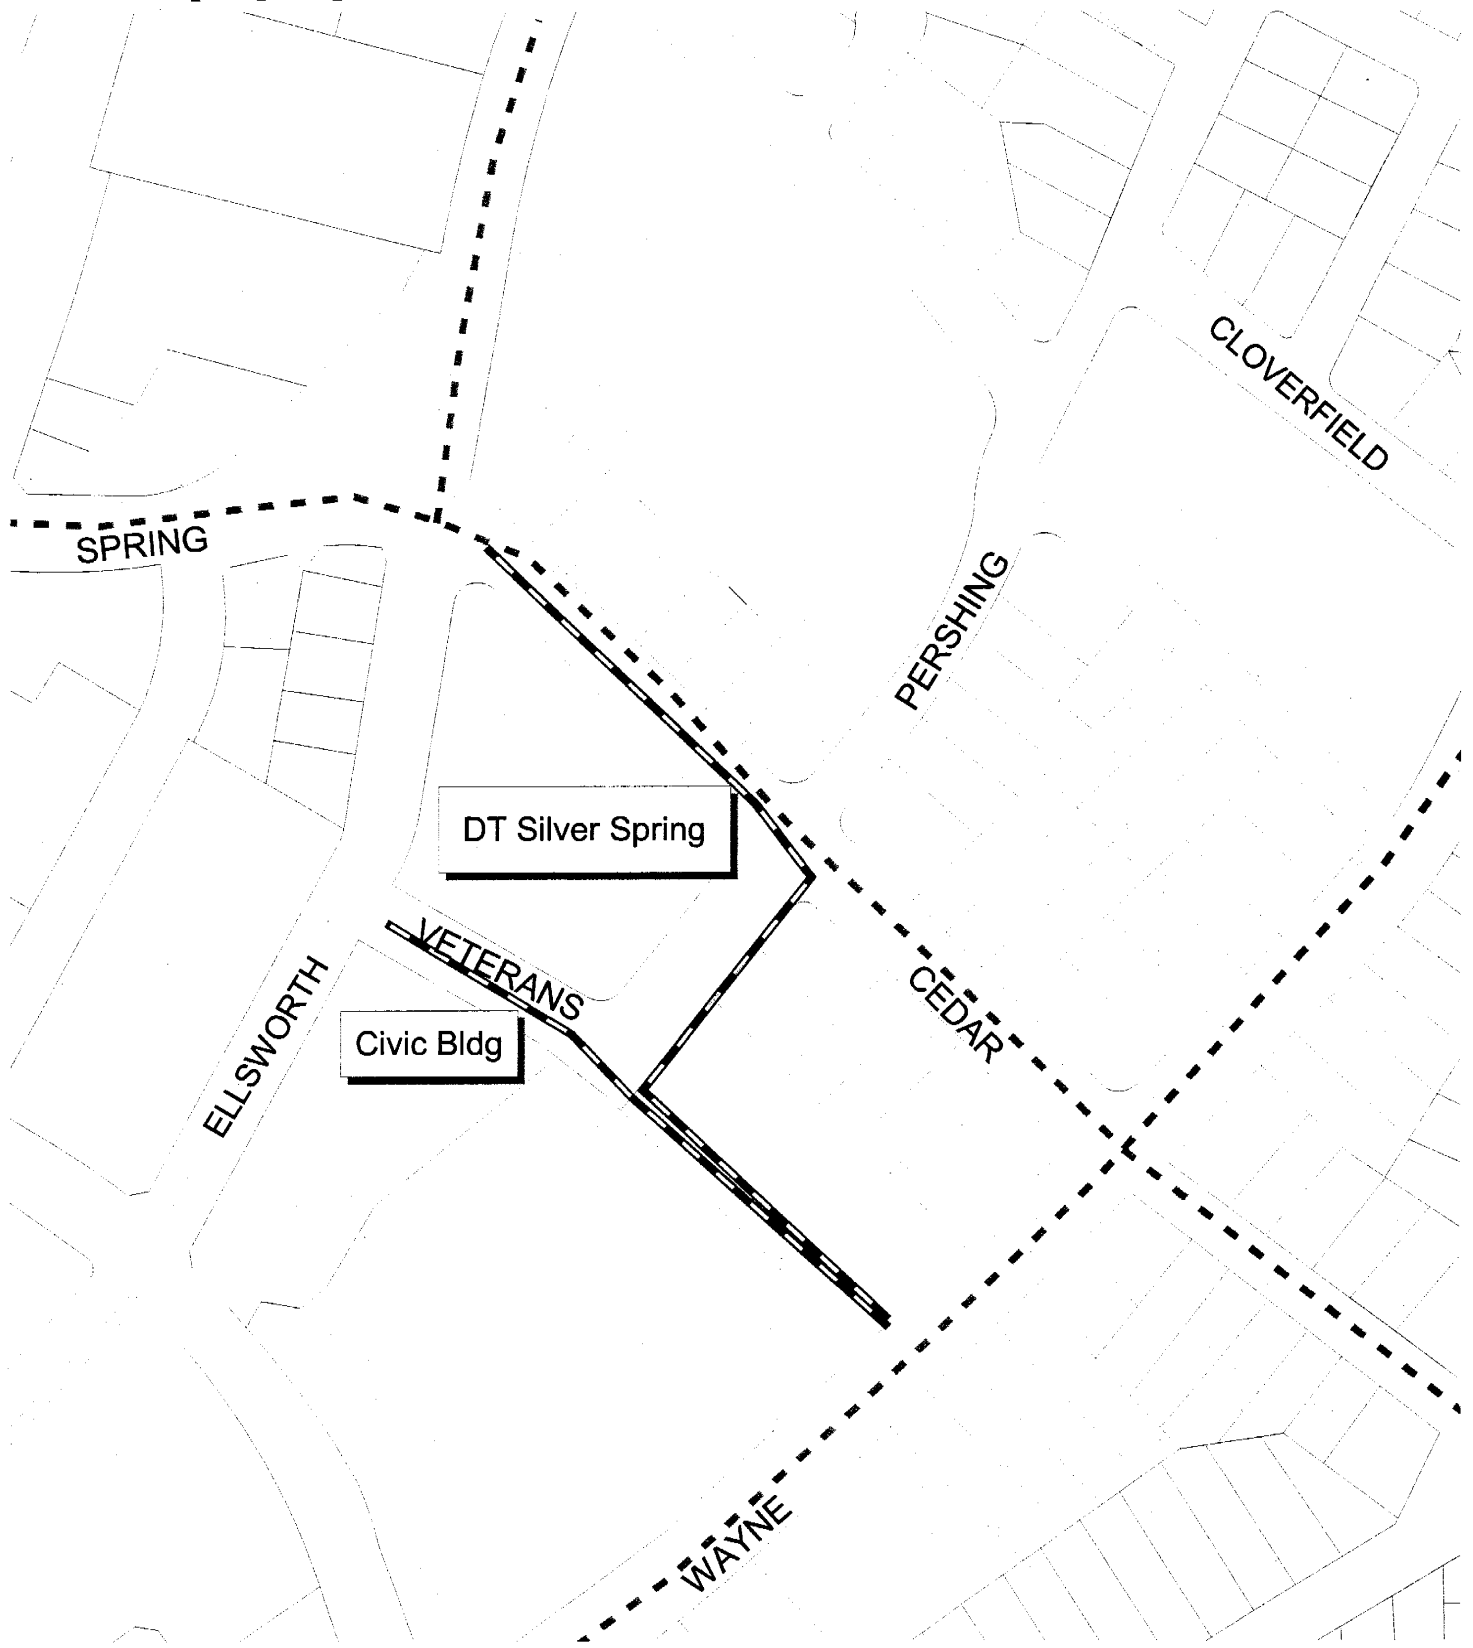 CLOVERFIELD
SPRING
PERSHING
DT Silver Spring
VETERANS
CEDAR
ELLSWORTH
Civic Bldg
WAYNE